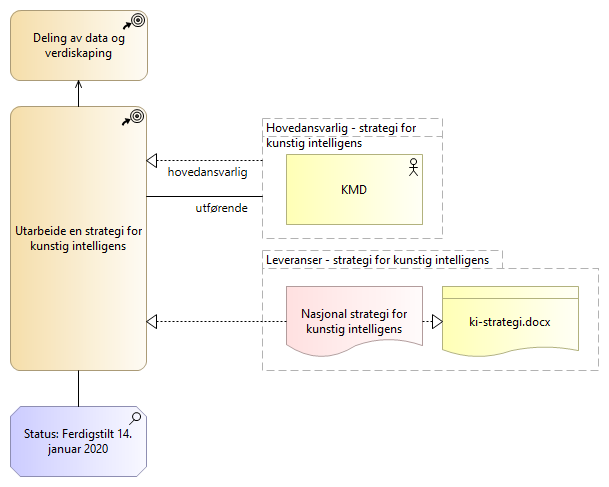 Deling av data og
verdiskaping
Hovedansvarlig - strategi for
kunstig intelligens
hovedansvarlig
KMD
utførende
Utarbeide en strategi for
kunstig intelligens
Leveranser - strategi for kunstig intelligens
Nasjonal strategi for
kunstig intelligens
ki-strategi.docx
Status: Ferdigstilt 14.
januar 2020